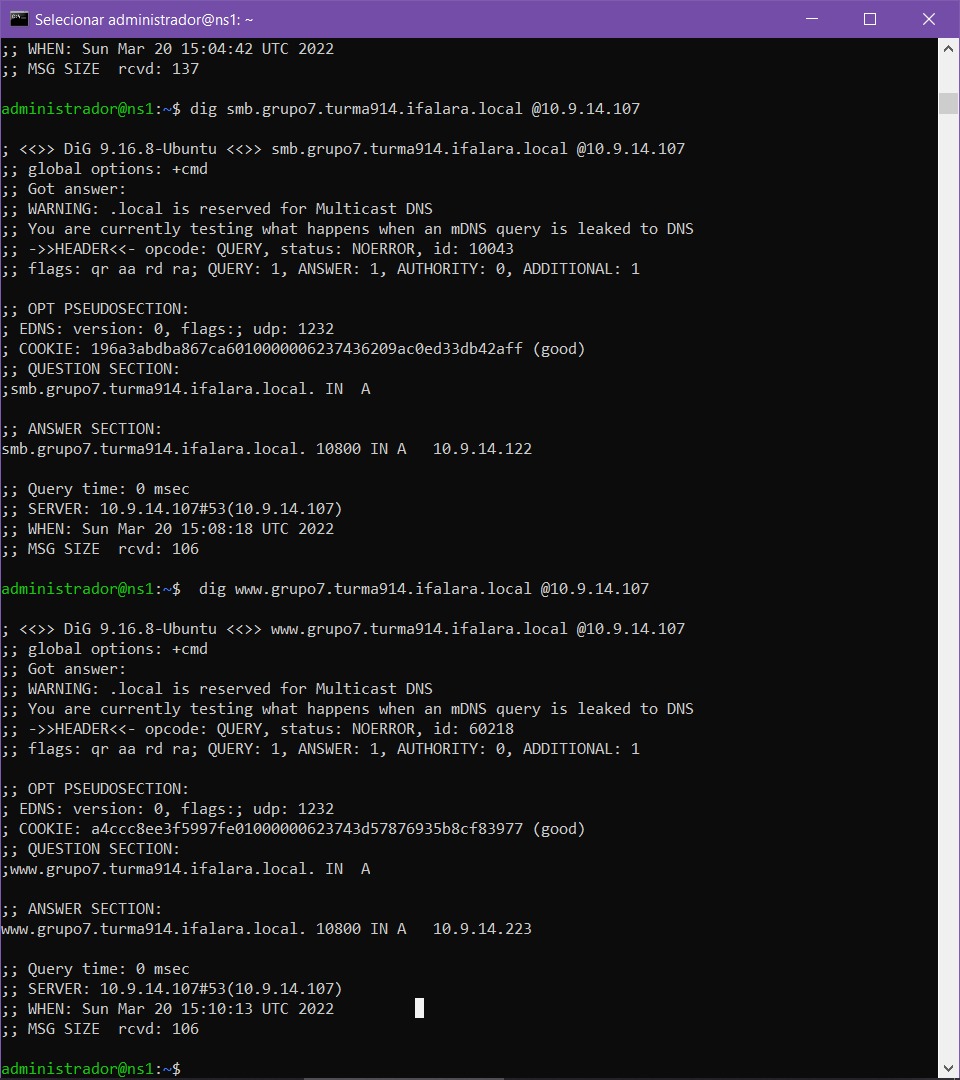 Selecionar administrador@ns1: ~
;; WHEN: Sun Mar 20 15:04:42 UTC 2022
;; MSG SIZE  rcvd: 137
administrador@ns1:~$ dig smb.grupo7.turma914.ifalara.local @10.9.14.107
; <<>> DiG 9.16.8-Ubuntu <<>> smb.grupo7.turma914.ifalara.local @10.9.14.107
;; global options: +cmd
;; Got answer:
;; WARNING: .local is reserved for Multicast DNS
;; You are currently testing what happens when an mDNS query is leaked to DNS
;; ->>HEADER<<- opcode: QUERY, status: NOERROR, id: 10043
;; flags: qr aa rd ra; QUERY: 1, ANSWER: 1, AUTHORITY: 0, ADDITIONAL: 1
;; OPT PSEUDOSECTION:
; EDNS: version: 0, flags:; udp: 1232
; COOKIE: 196a3abdba867ca6010000006237436209ac0ed33db42aff (good)
;; QUESTION SECTION:
;smb.grupo7.turma914.ifalara.local. IN  A
;; ANSWER SECTION:
smb.grupo7.turma914.ifalara.local. 10800 IN A   10.9.14.122
;; Query time: 0 msec
;; SERVER: 10.9.14.107#53(10.9.14.107)
;; WHEN: Sun Mar 20 15:08:18 UTC 2022
;; MSG SIZE  rcvd: 106
administrador@ns1:~$  dig www.grupo7.turma914.ifalara.local @10.9.14.107
; <<>> DiG 9.16.8-Ubuntu <<>> www.grupo7.turma914.ifalara.local @10.9.14.107
;; global options: +cmd
;; Got answer:
;; WARNING: .local is reserved for Multicast DNS
;; You are currently testing what happens when an mDNS query is leaked to DNS
;; ->>HEADER<<- opcode: QUERY, status: NOERROR, id: 60218
;; flags: qr aa rd ra; QUERY: 1, ANSWER: 1, AUTHORITY: 0, ADDITIONAL: 1
;; OPT PSEUDOSECTION:
; EDNS: version: 0, flags:; udp: 1232
; COOKIE: a4ccc8ee3f5997fe01000000623743d57876935b8cf83977 (good)
;; QUESTION SECTION:
;www.grupo7.turma914.ifalara.local. IN  A
;; ANSWER SECTION:
www.grupo7.turma914.ifalara.local. 10800 IN A   10.9.14.223
;; Query time: 0 msec
;; SERVER: 10.9.14.107#53(10.9.14.107)
;; WHEN: Sun Mar 20 15:10:13 UTC 2022
;; MSG SIZE  rcvd: 106
administrador@ns1:~$